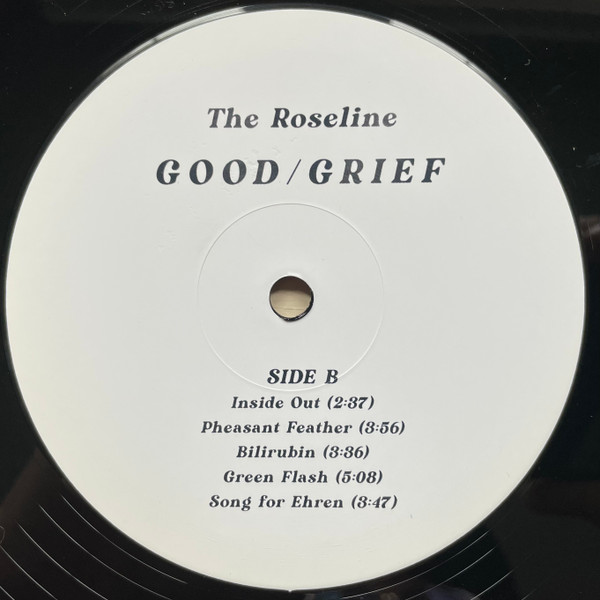 The Roseline
GOOD/GRIEF
SIDE B
Inside Out (2:37)
Pheasant Feather (3:56)
Bilirubin (3:36)
Green Flash (5:08)
Song for Ehren (3:47)